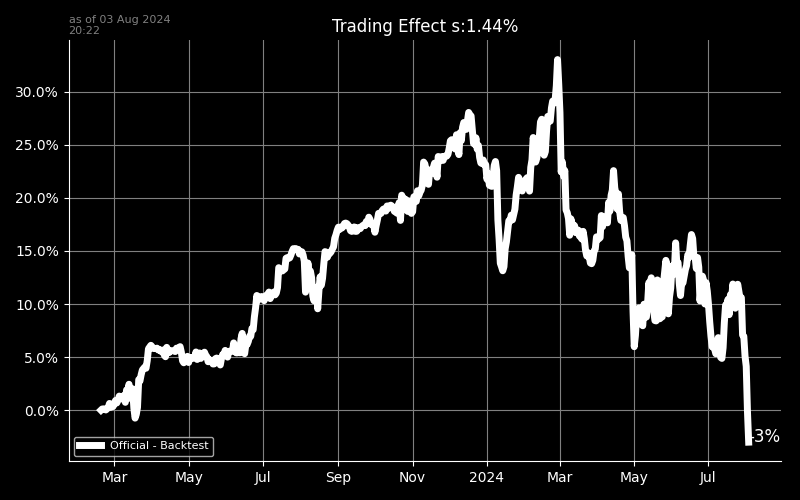 as of 03 Aug 2024
20:22
Trading Effect s:1.44%
30.0%
25.0%
20.0%
15.0%
10.0%
5.0%
0.0%
-3%
Official - Backtest
Mar May Jul Sep Nov 2024 Mar May Jul